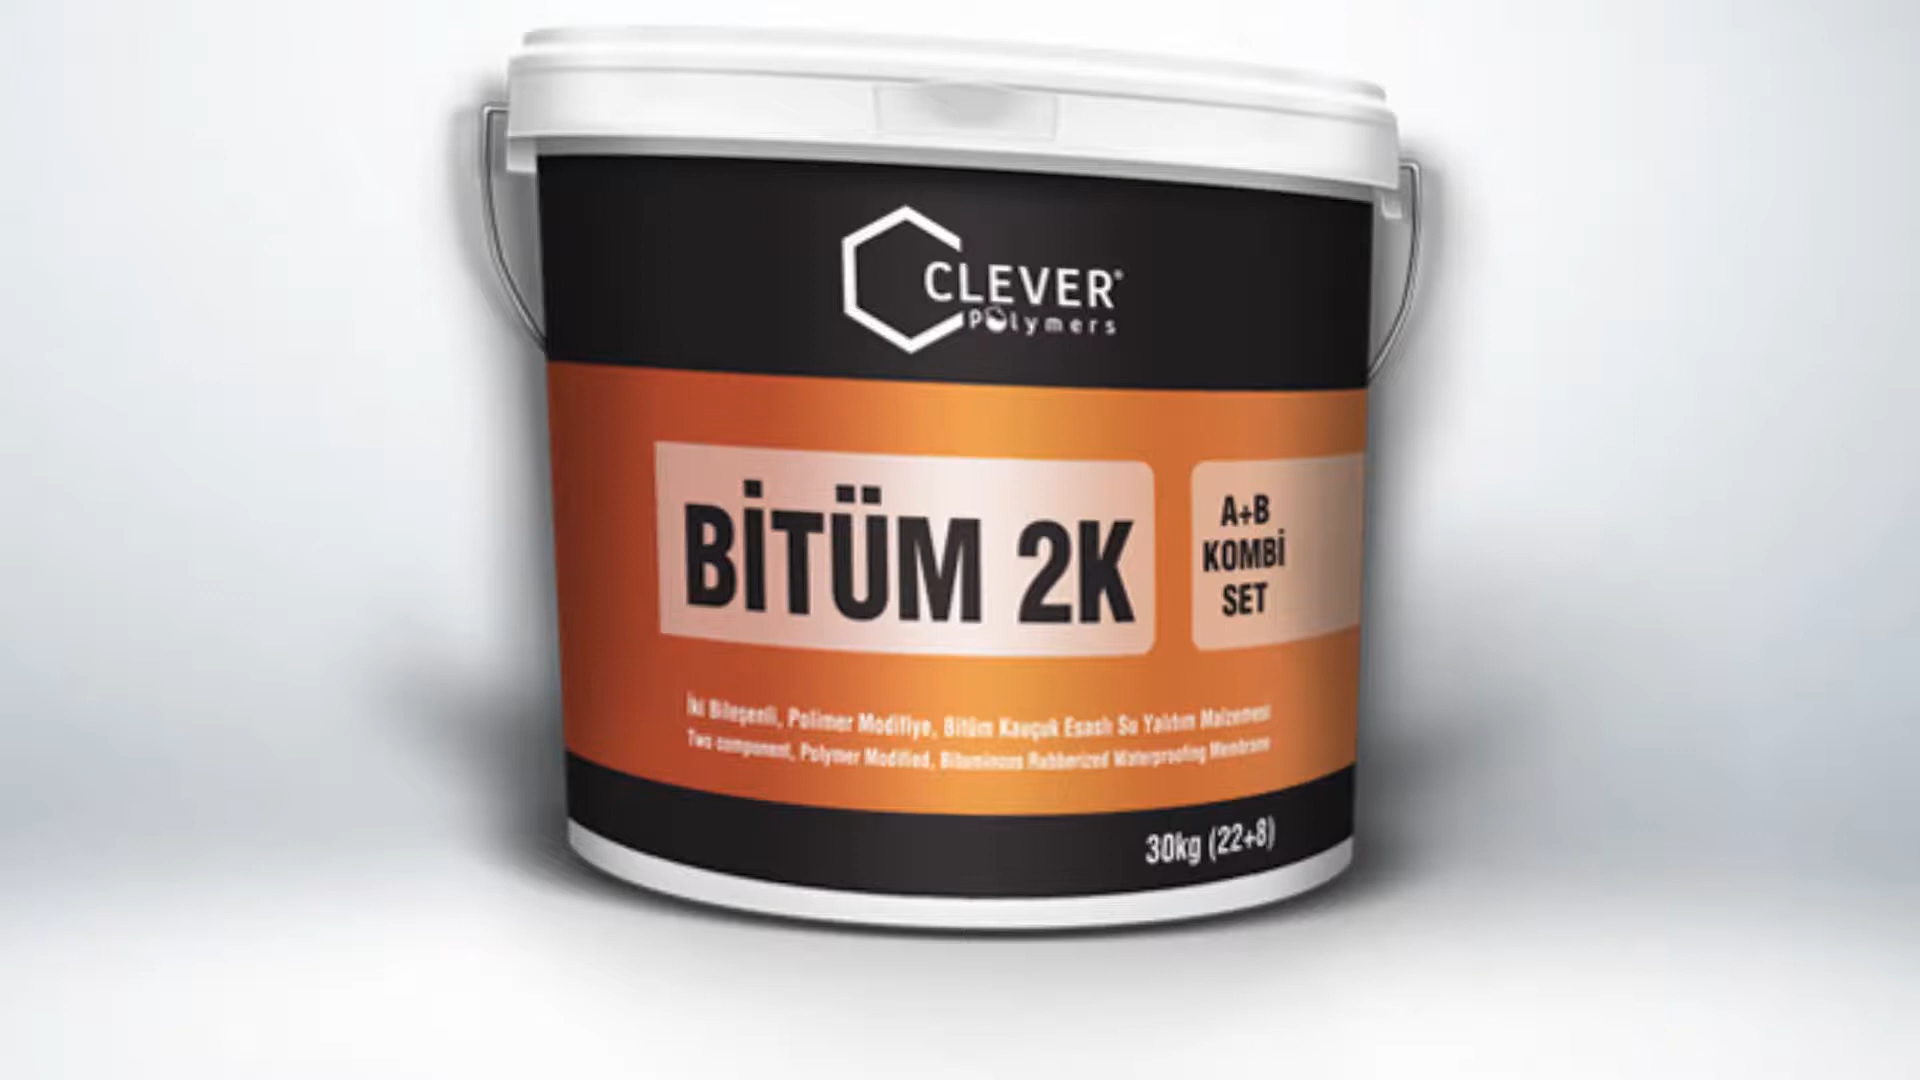 CLEVER®
Polymers
BİTÜM 2K
A+B
KOMBİ
SET
İki Bileşenli, Polimer Modifiye, Bitüm Kauçuk Esaslı Su Yalıtım Malzemesi
Two component, Polymer Modified, Bituminous Rubberized Waterproofing Membrane
30kg (22+8)